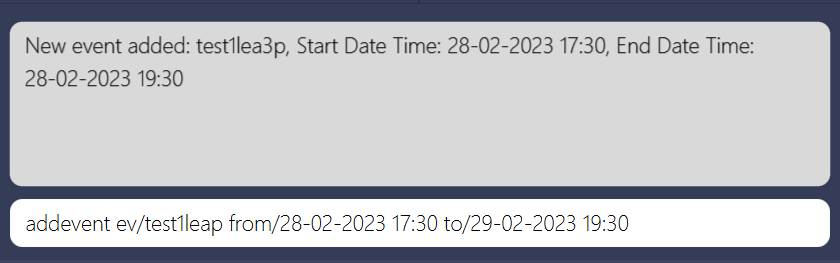 New event added: test1lea3p, Start Date Time: 28-02-2023 17:30, End Date Time:
28-02-2023 19:30
addevent ev/test1leap from/28-02-2023 17:30 to/29-02-2023 19:30